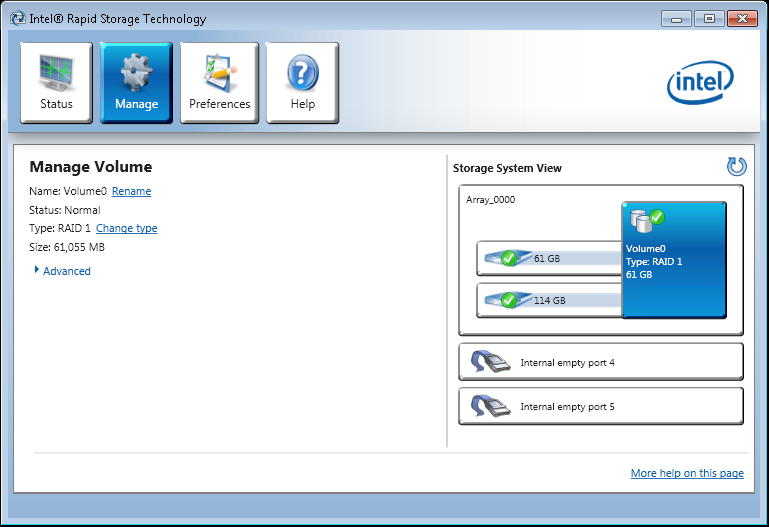 Intel® Rapid Storage Technology
Status
Manage
Preferences
Help
intel
Manage Volume
Name: Volume0 Rename
Status: Normal
Type: RAID 1 Change type
Size: 61,055 MB
Advanced
Storage System View
Array_0000
61 GB
114 GB
Volume0
Type: RAID 1
61 GB
Internal empty port 4
Internal empty port 5
More help on this page